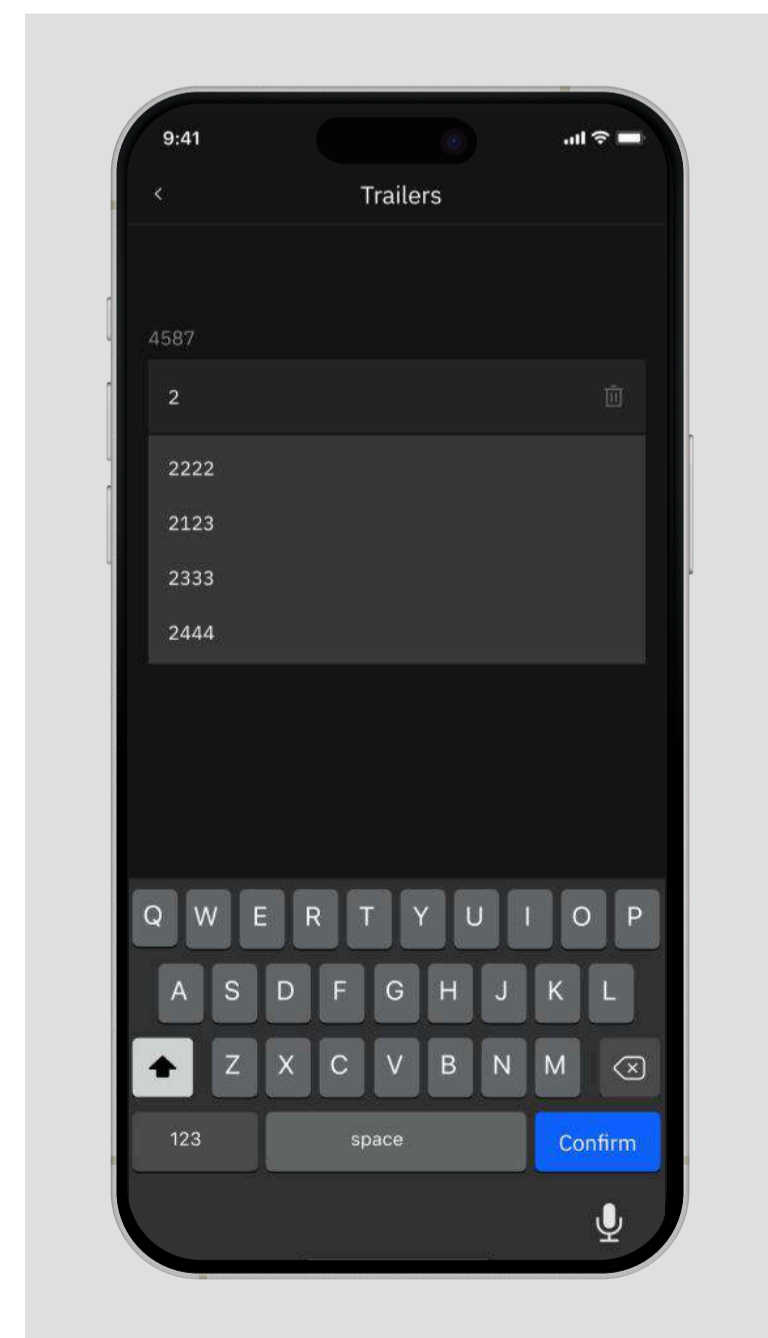 9:41
Trailers
4587
2
2222
2123
2333
2444
Q W E R T Y U I O P
A S D F G H J K L
Z X C V B N M
123 space Confirm